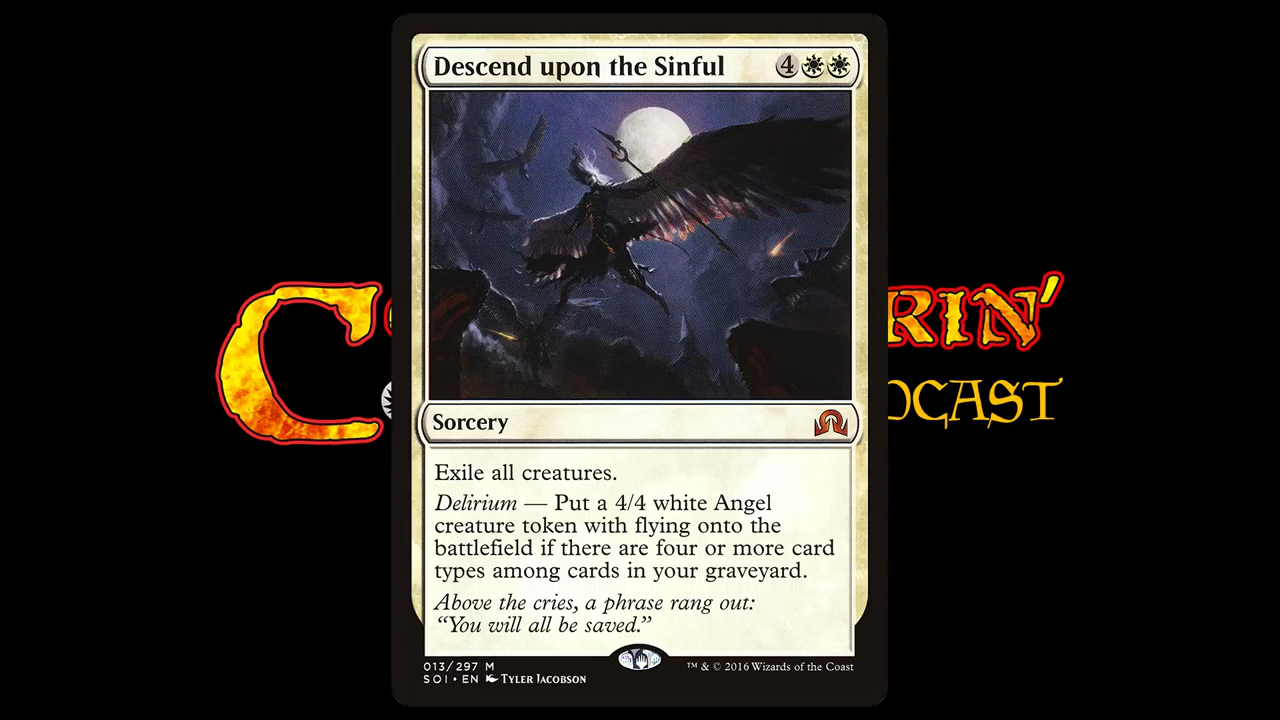 Descend upon the Sinful
4
Sorcery
Exile all creatures.
Delirium — Put a 4/4 white Angel
creature token with flying onto the
battlefield if there are four or more card
types among cards in your graveyard.
Above the cries, a phrase rang out:
“You will all be saved.”
013/297 M
SOI • EN Tyler Jacobson
™ & © 2016 Wizards of the Coast